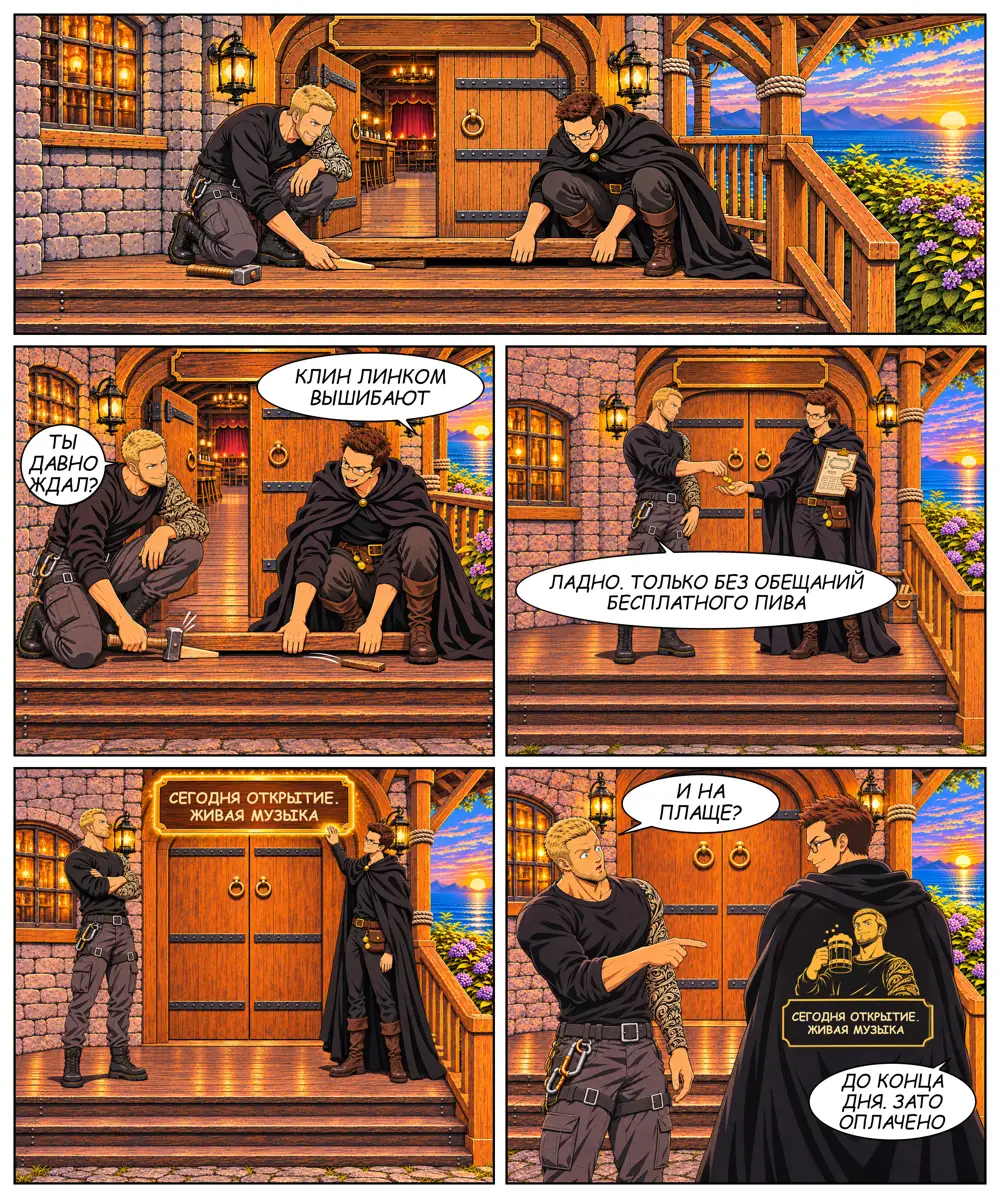 КЛИН ЛИНКОМ
ВЫШИБАЮТ
ТЫ
ДАВНО
ЖДАЛ?
ЛАДНО. ТОЛЬКО БЕЗ ОБЕЩАНИЙ
БЕСПЛАТНОГО ПИВА
СЕГОДНЯ ОТКРЫТИЕ.
ЖИВАЯ МУЗЫКА
И НА
ПЛАЩЕ?
СЕГОДНЯ ОТКРЫТИЕ.
ЖИВАЯ МУЗЫКА
ДО КОНЦА
ДНЯ. ЗАТО
ОПЛАЧЕНО